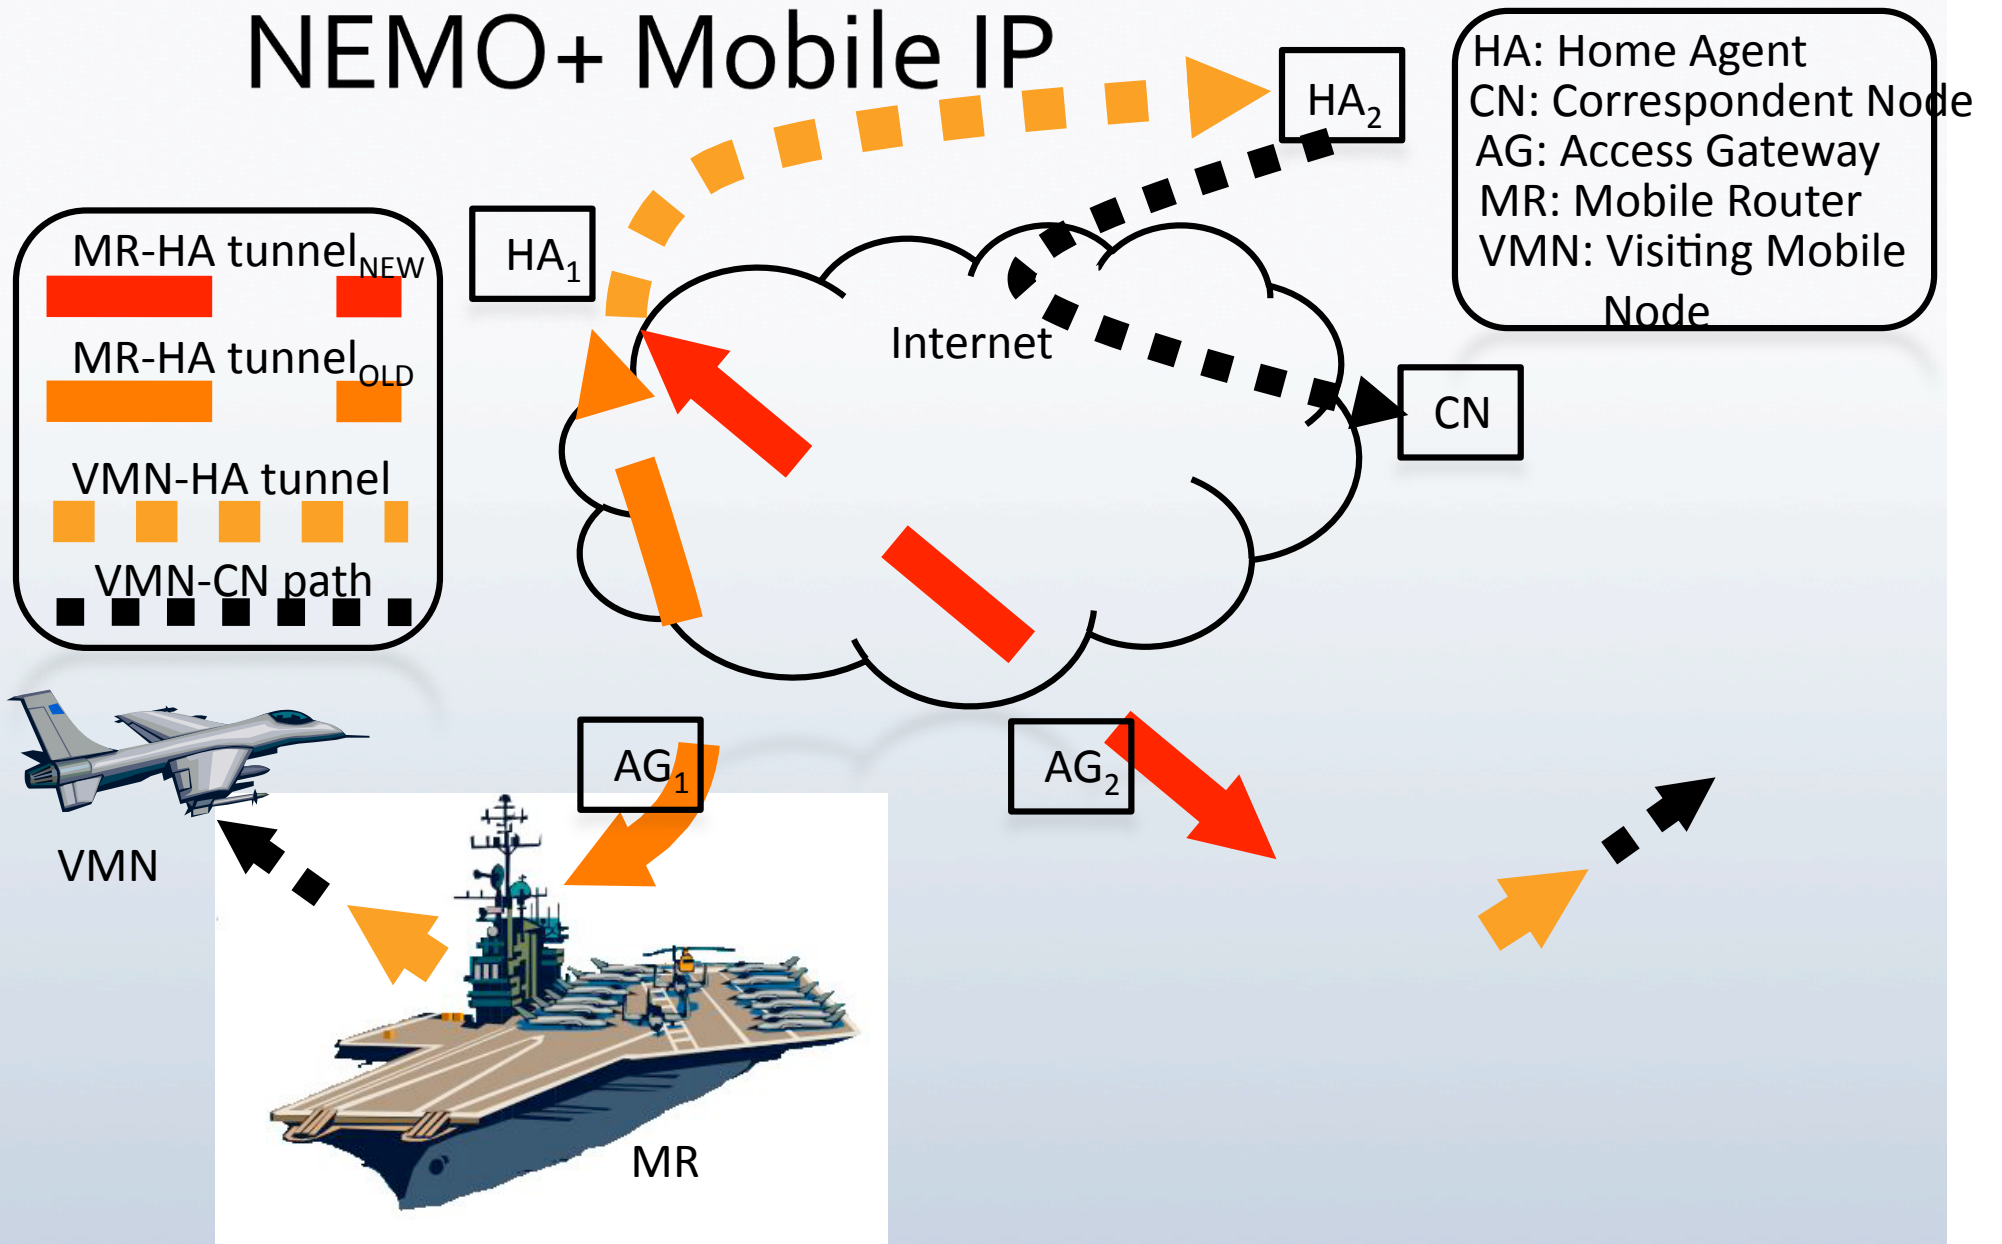 NEMO+ Mobile IP
HA: Home Agent
CN: Correspondent Node
AG: Access Gateway
MR: Mobile Router
VMN: Visiting Mobile
Node
HA2
HA1
MR-HA tunnelNEW
MR-HA tunnelOLD
VMN-HA tunnel
VMN-CN path
Internet
CN
AG1
AG2
VMN
MR